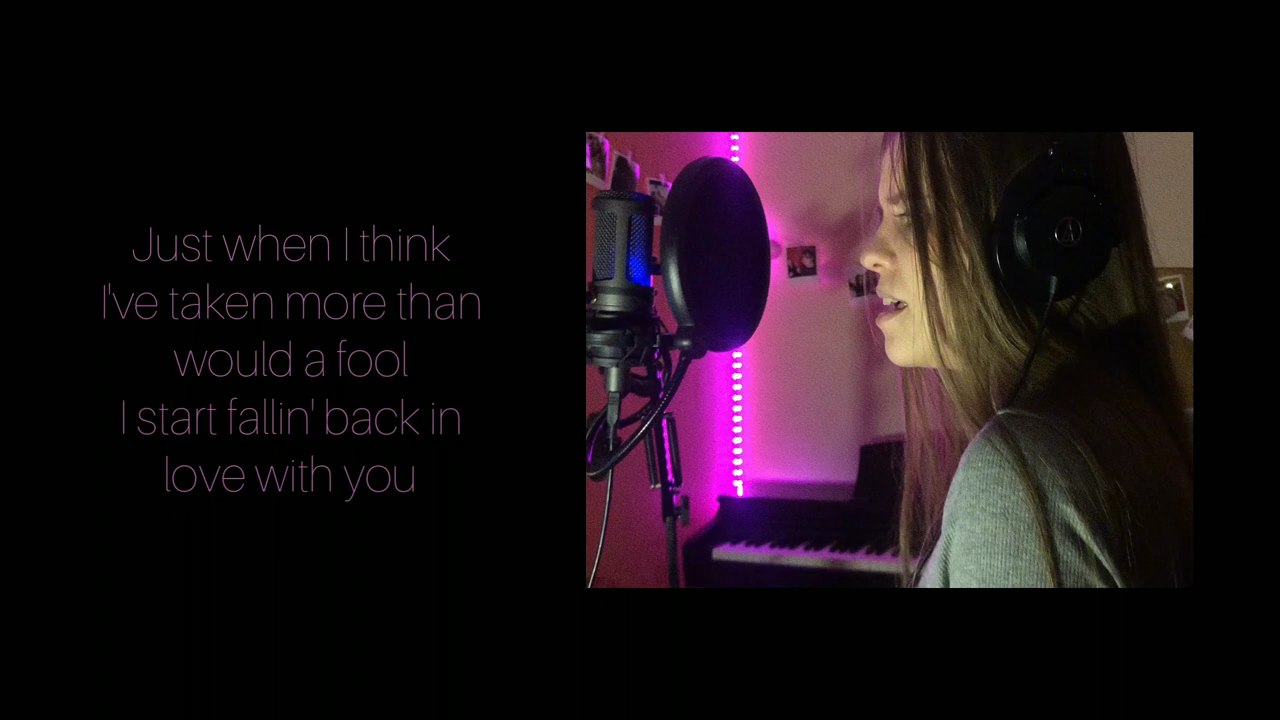 Just when I think
I've taken more than
would a fool
I start fallin' back in
love with you